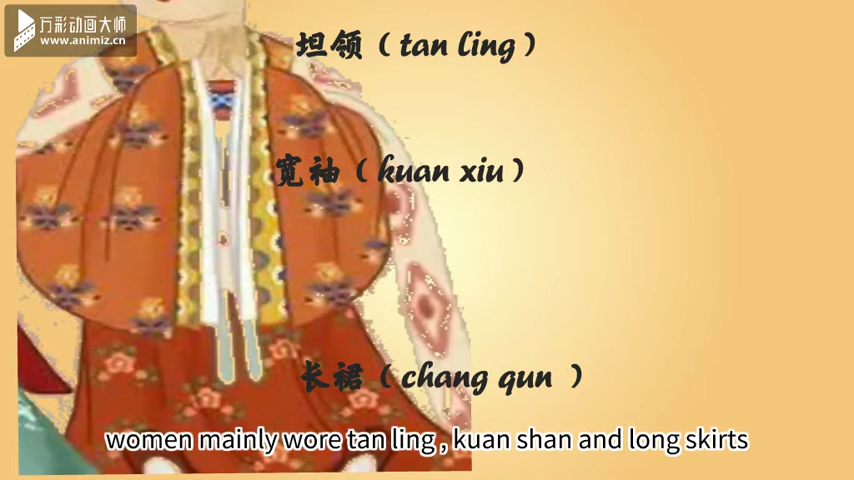 万彩动画大师
www.animiz.cn
坦领（tan ling）
宽袖（kuan xiu）
长裙（chang qun ）
women mainly wore tan ling , kuan shan and long skirts